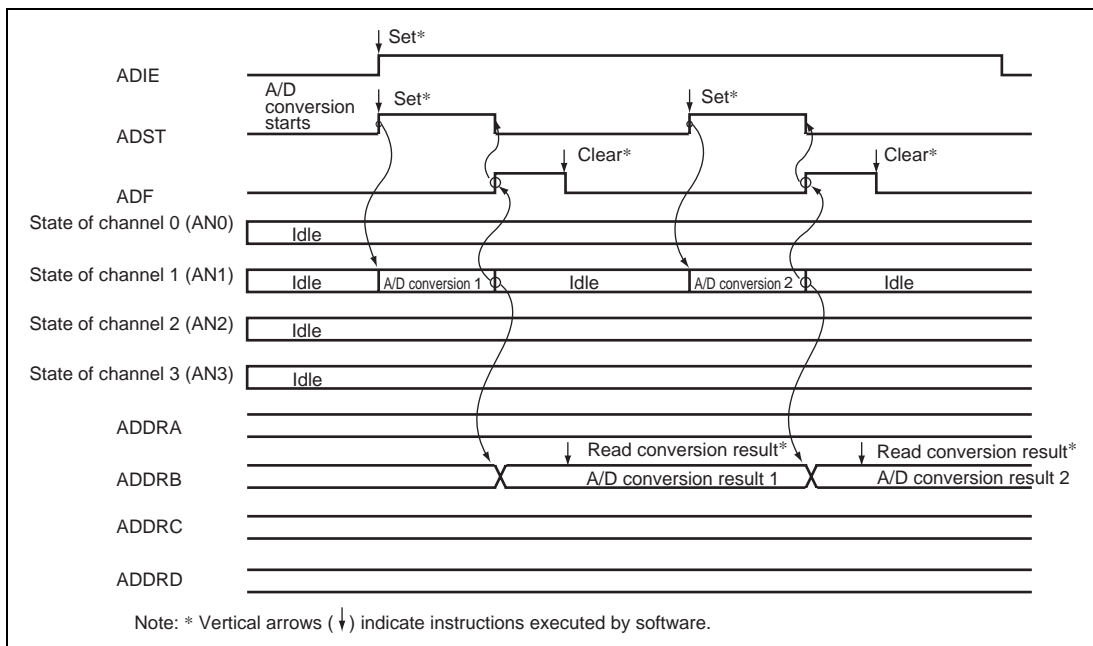 Set*
ADIE
A/D
conversion
starts
Set*
Set*
ADST
Clear*
Clear*
ADF
State of channel 0 (AN0)
Idle
State of channel 1 (AN1)
Idle
A/D conversion 1
Idle
A/D conversion 2
Idle
State of channel 2 (AN2)
Idle
State of channel 3 (AN3)
Idle
ADDRA
Read conversion result*
Read conversion result*
ADDRB
A/D conversion result 1
A/D conversion result 2
ADDRC
ADDRD
Note: * Vertical arrows (↓) indicate instructions executed by software.